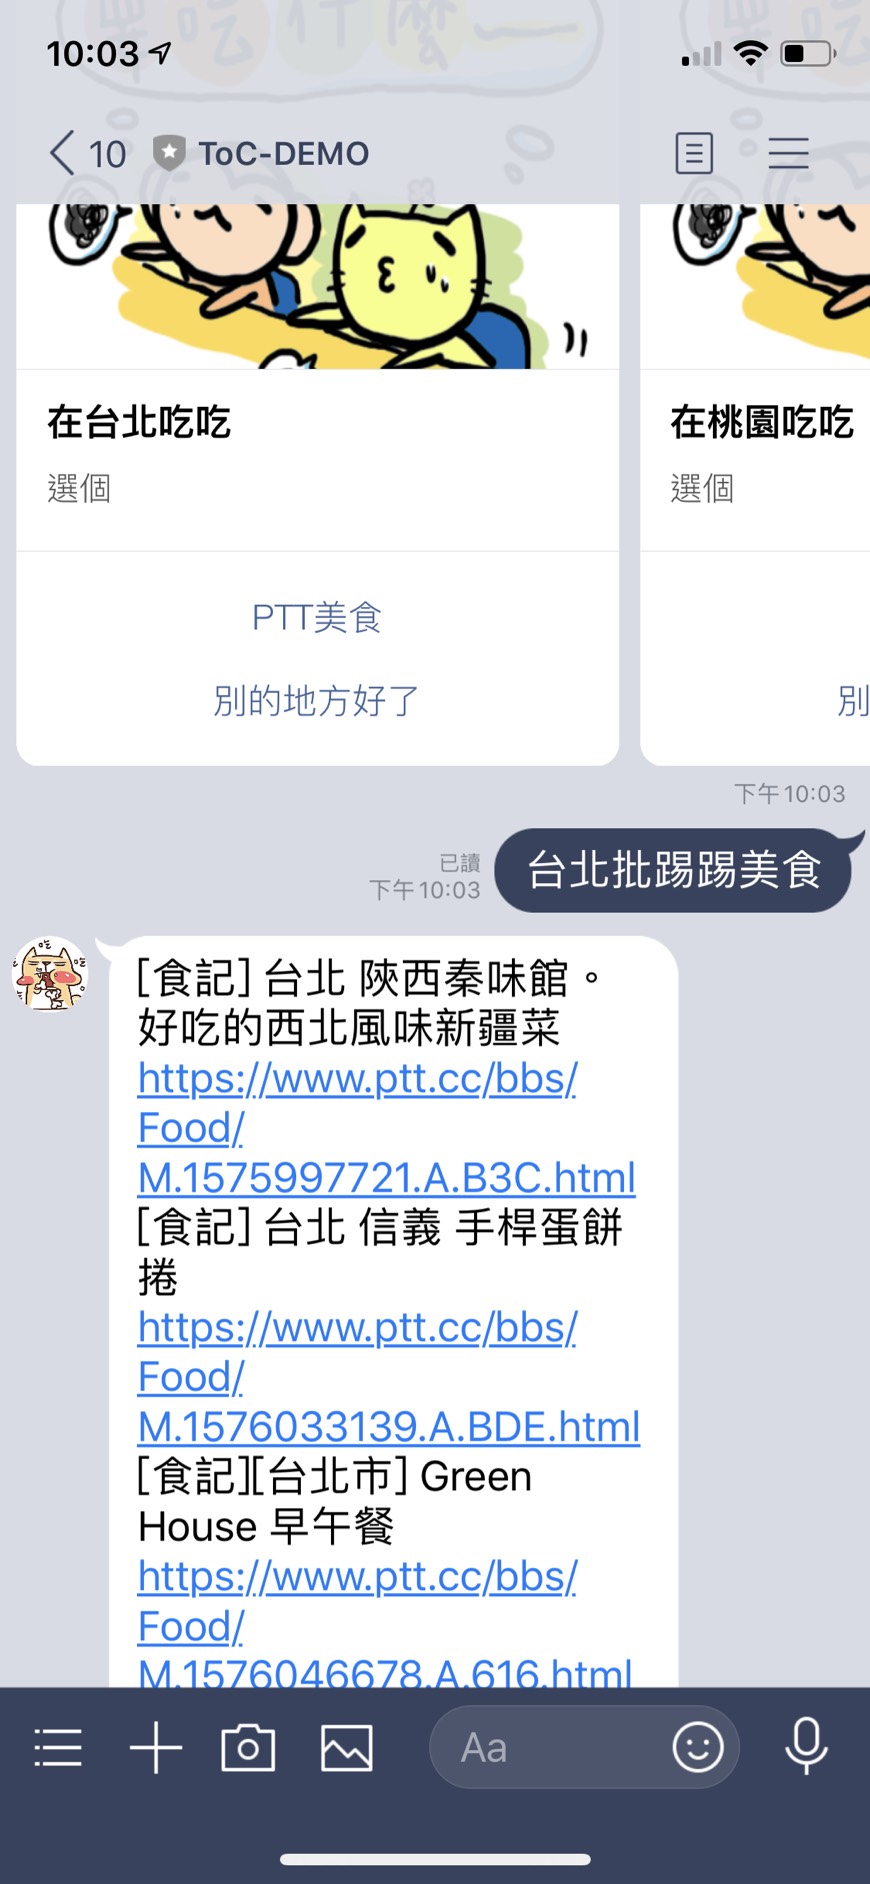 10:03
10 ToC-DEMO
在台北吃吃
選個
PTT美食
別的地方好了
在桃園吃吃
選個
別
下午10:03
已讀
下午10:03
台北批踢踢美食
[食記] 台北 陝西秦味館。
好吃的西北風味新疆菜
https://www.ptt.cc/bbs/
Food/
M.1575997721.A.B3C.html
[食記] 台北 信義 手桿蛋餅
捲
https://www.ptt.cc/bbs/
Food/
M.1576033139.A.BDE.html
[食記][台北市] Green
House 早午餐
https://www.ptt.cc/bbs/
Food/
M.1576046678.A.616.html
Aa